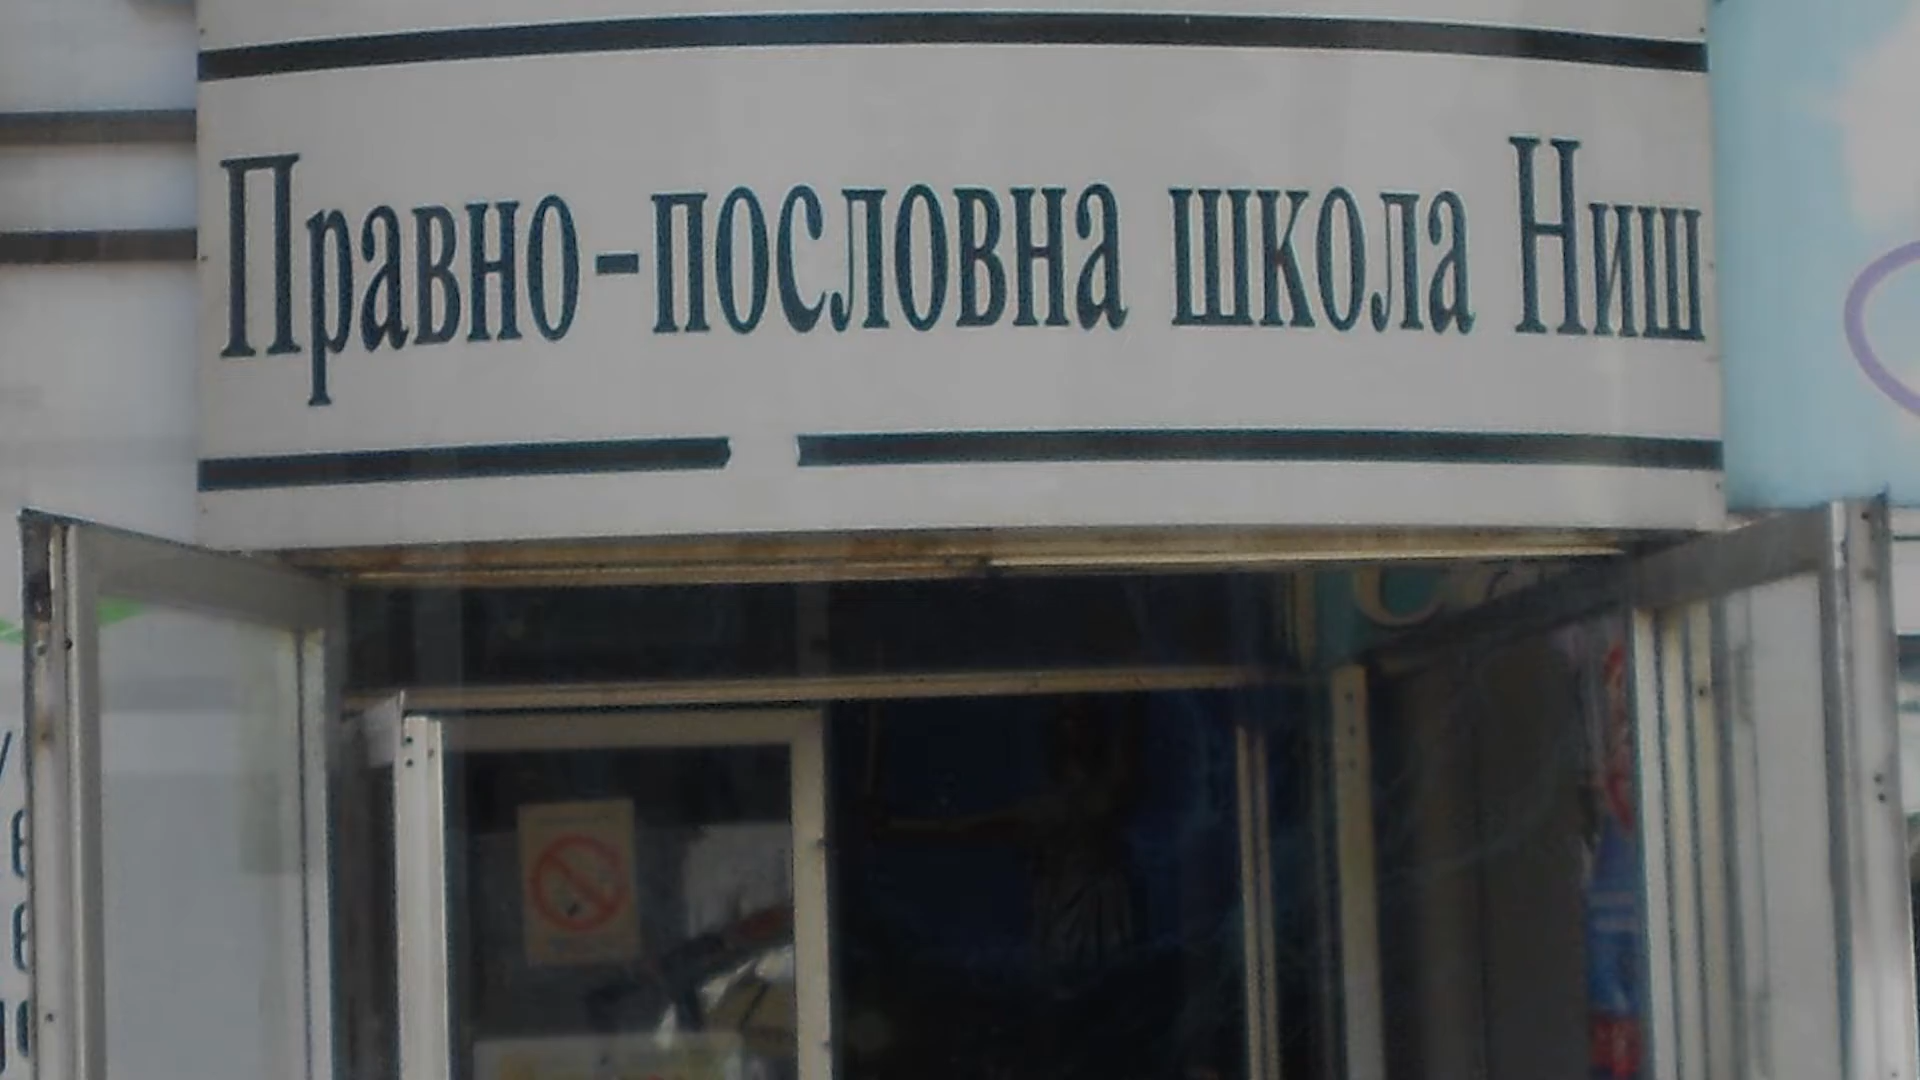 Правно-пословна школа Ниш